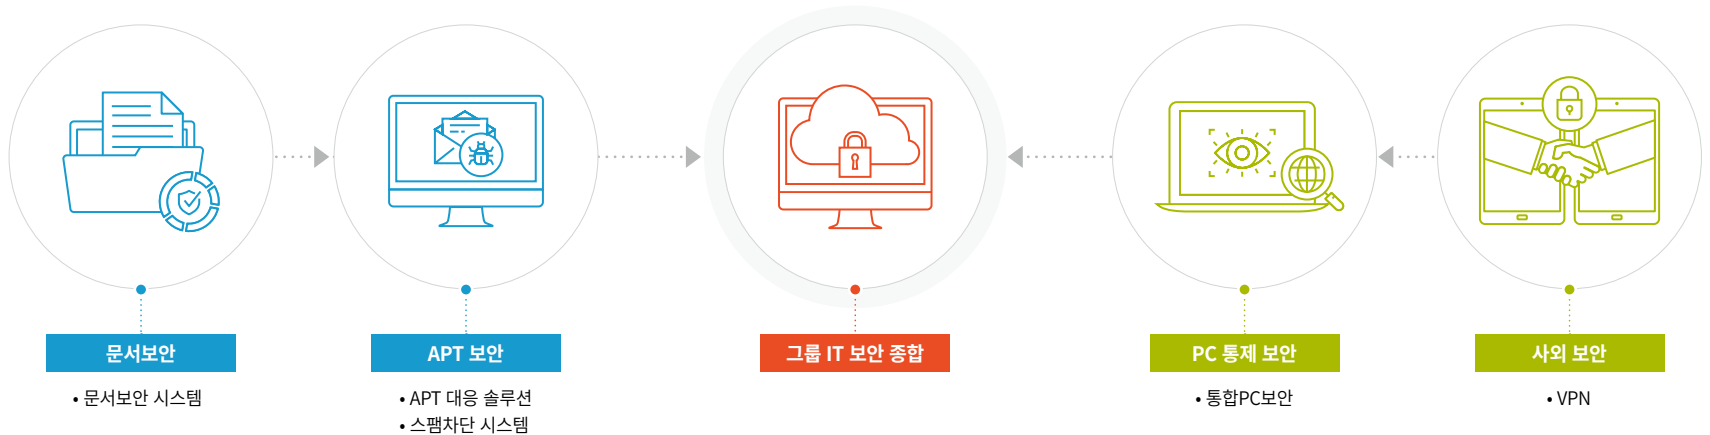 문서보안
• 문서보안 시스템
APT 보안
• APT 대응 솔루션
• 스팸차단 시스템
그룹 IT 보안 종합
PC 통제 보안
• 통합PC보안
사외 보안
• VPN